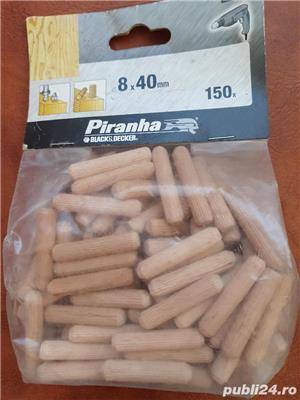 8 x 40mm
150x
Piranha
BLACK&DECKER.
publi24.ro